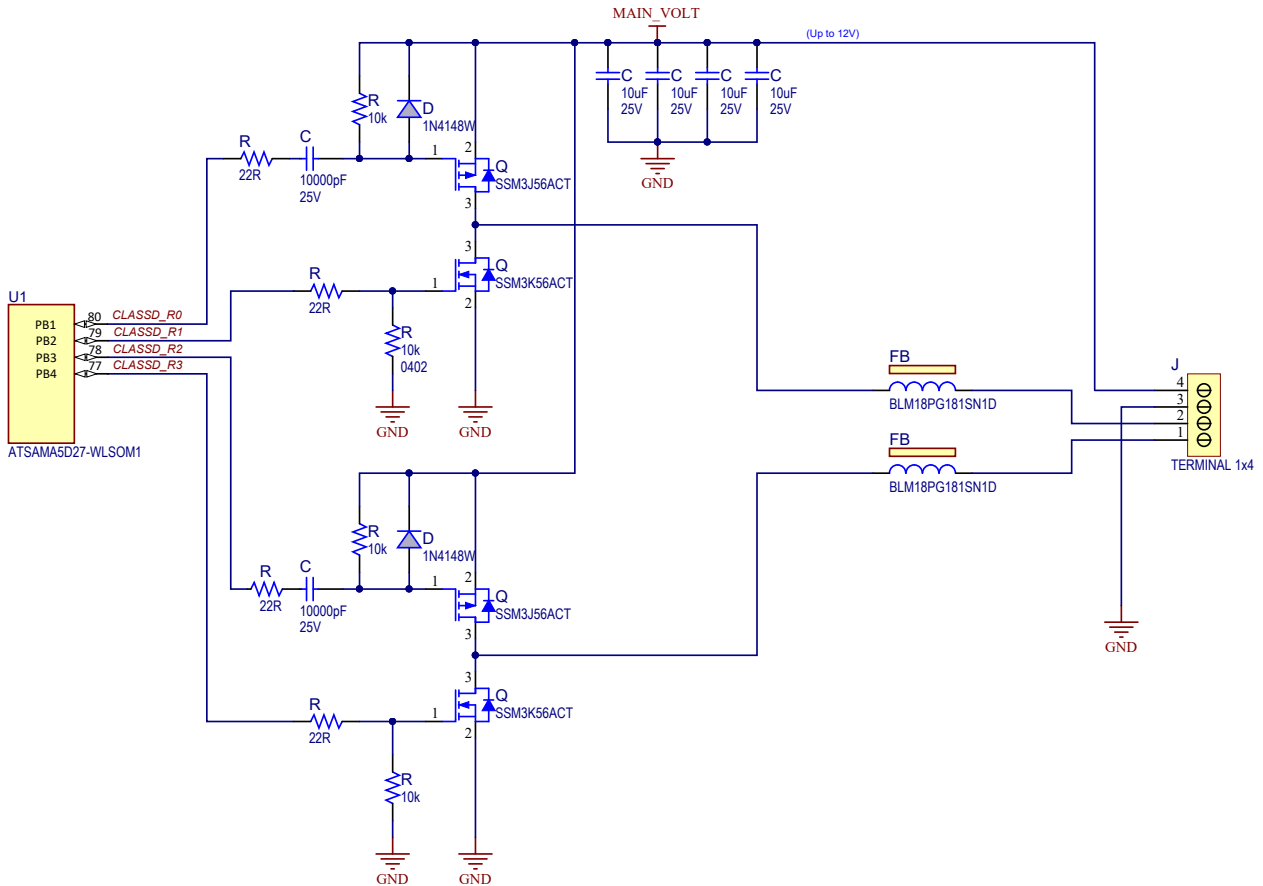 MAIN_VOLT
(Up to 12V)
C
10uF
25V
C
10uF
25V
C
10uF
25V
C
10uF
25V
GND
R
10k
D
1N4148W
R
22R
C
10000pF
25V
1
2
Q
SSM3J56ACT
3
3
Q
SSM3K56ACT
1
2
R
22R
R
10k
0402
GND
GND
U1
PB1
PB2
PB3
PB4
80
79
78
77
CLASSD_R0
CLASSD_R1
CLASSD_R2
CLASSD_R3
ATSAMA5D27-WLSOM1
FB
BLM18PG181SN1D
FB
BLM18PG181SN1D
J
4
3
2
1
TERMINAL 1x4
GND
R
10k
D
1N4148W
R
22R
C
10000pF
25V
1
2
Q
SSM3J56ACT
3
3
Q
SSM3K56ACT
1
2
R
22R
R
10k
GND
GND